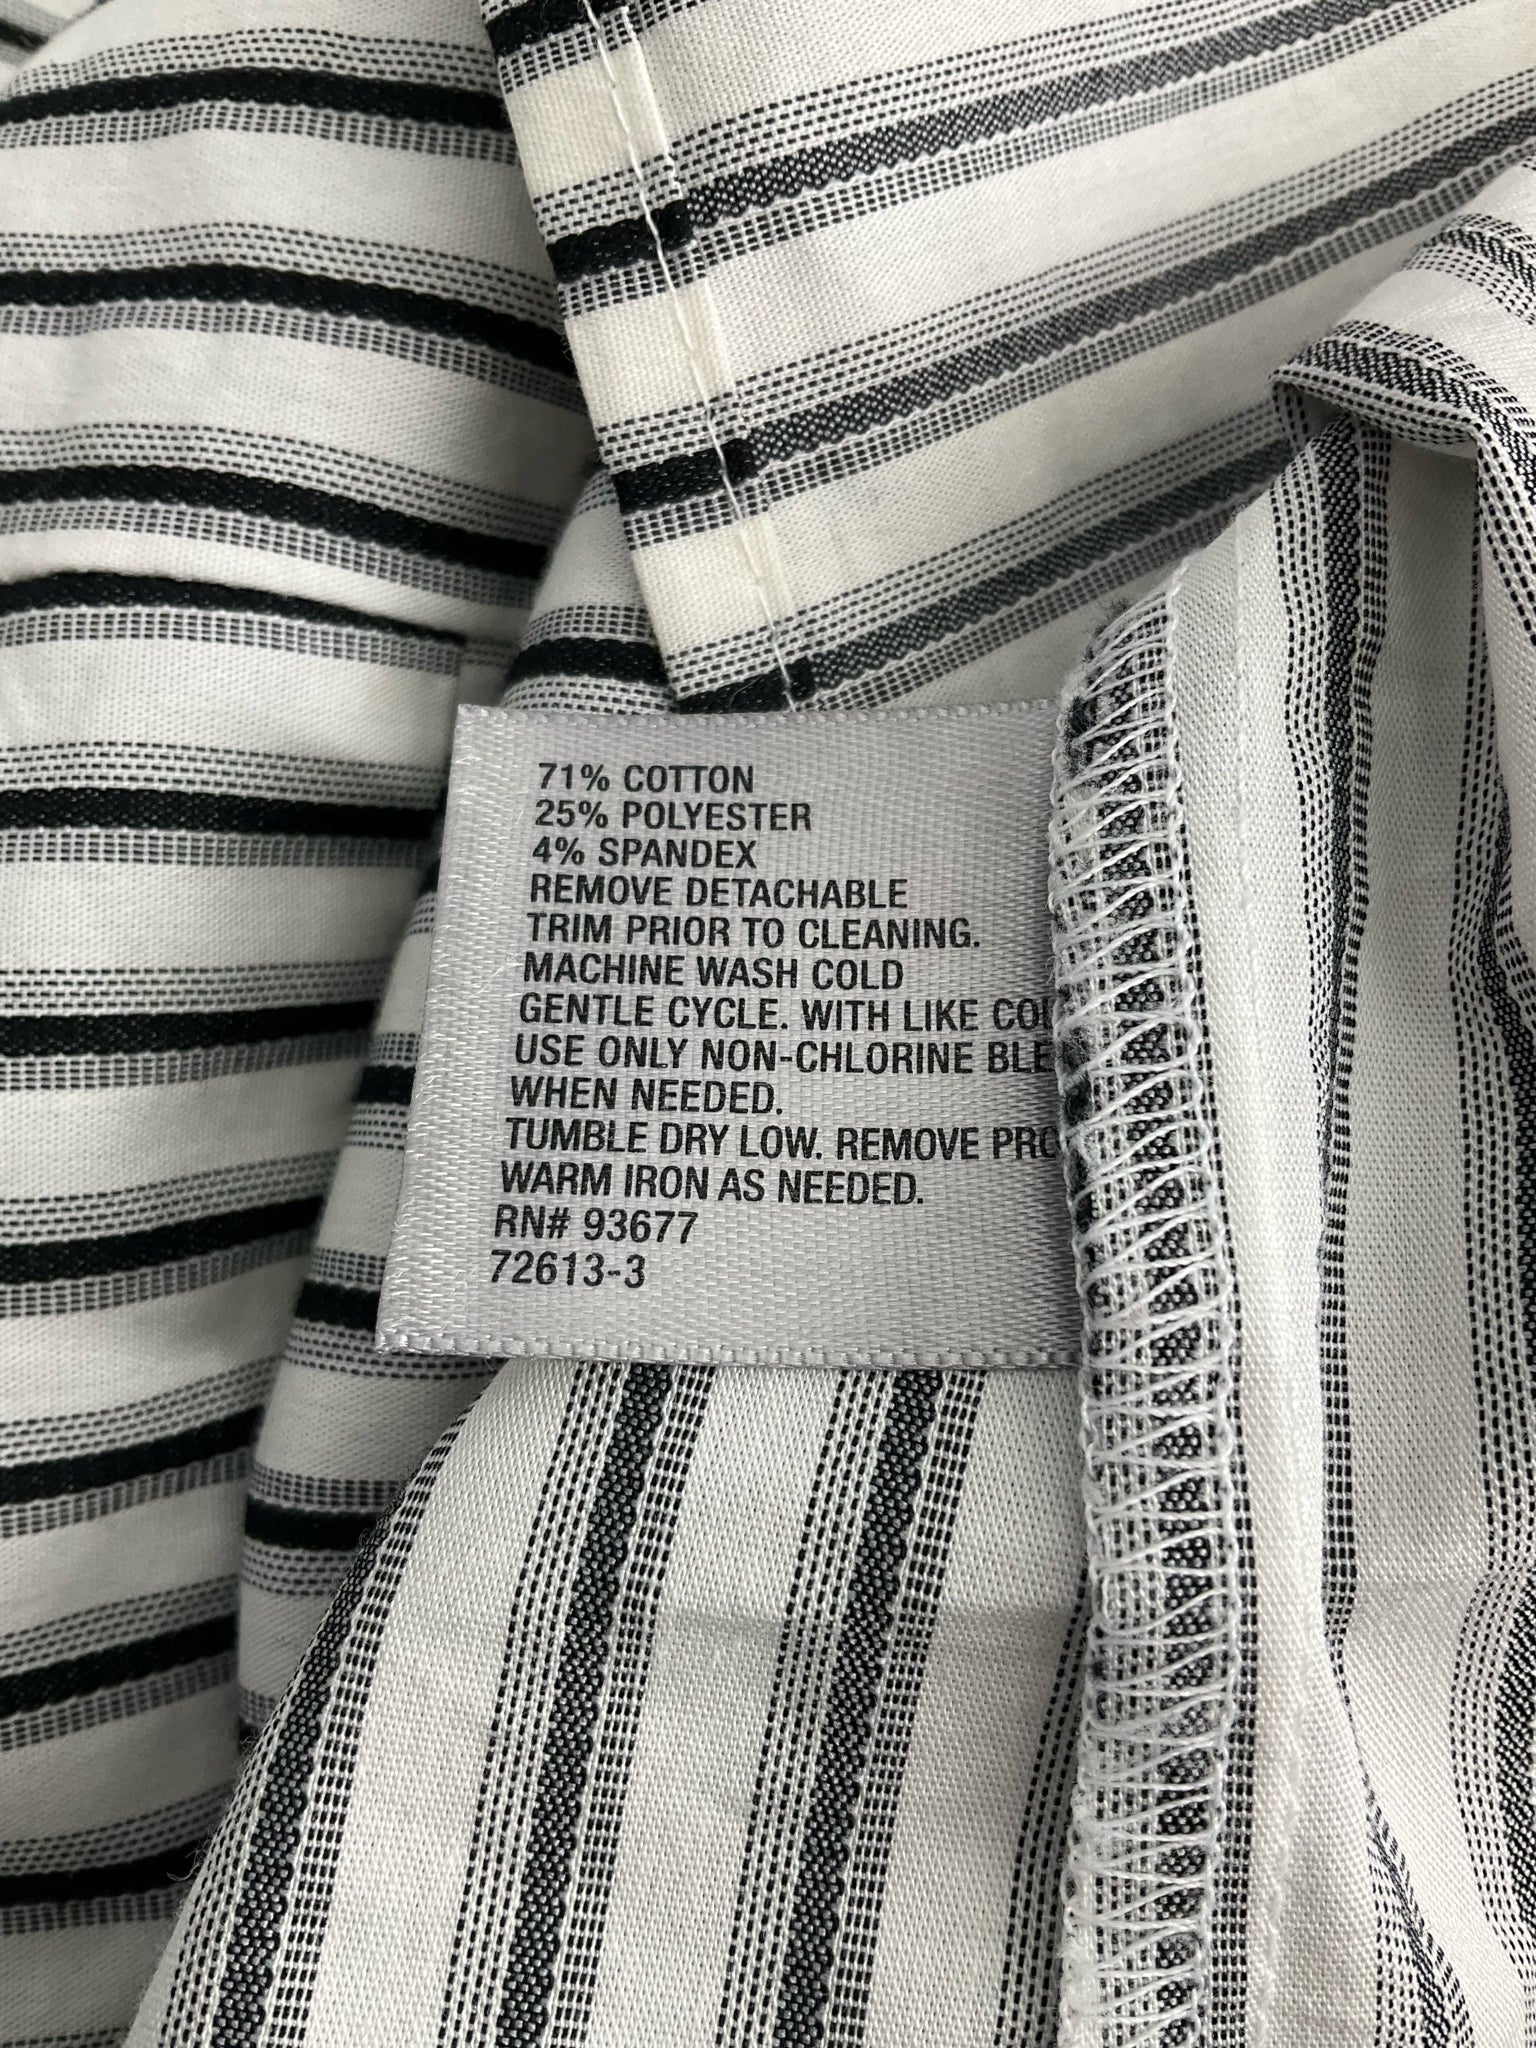 71% COTTON
25% POLYESTER
4% SPANDEX
REMOVE DETACHABLE
TRIM PRIOR TO CLEANING.
MACHINE WASH COLD
GENTLE CYCLE. WITH LIKE
USE ONLY NON-CHLORINE
WHEN NEEDED.
TUMBLE DRY LOW. REMOVE
WARM IRON AS NEEDED.
RN# 93677
72613-3